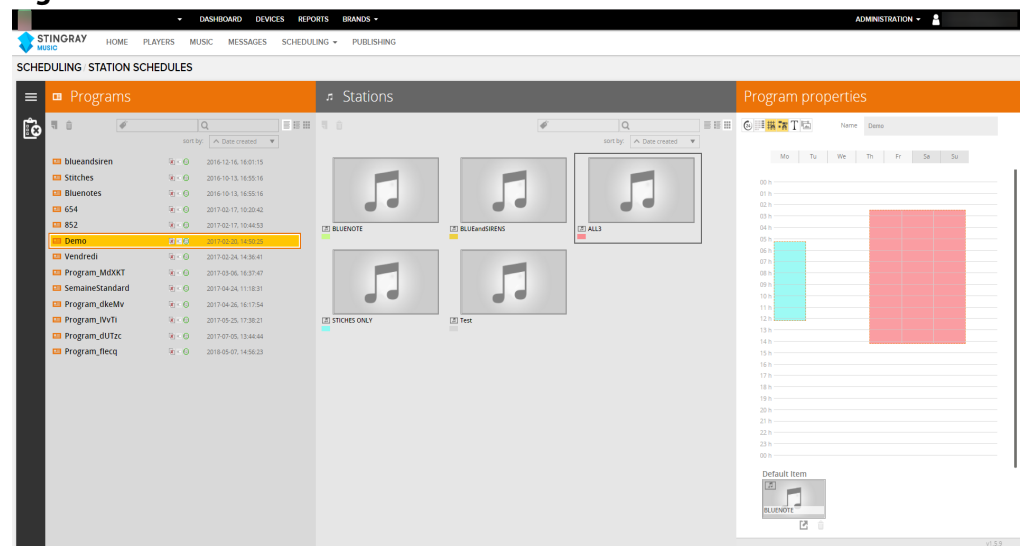 DASHBOARD DEVICES REPORTS BRANDS ADMINISTRATION
STINGRAY MUSIC HOME PLAYERS MUSIC MESSAGES SCHEDULING PUBLISHING
SCHEDULING / STATION SCHEDULES
Programs
Stations
Program properties
sort by: Date created
sort by: Date created
24 T Name Demo
blueandsiren 2016-12-16, 16:01:15
Stitches 2016-10-13, 16:55:16
Bluenotes 2016-10-13, 16:55:16
654 2017-02-17, 10:20:42
852 2017-02-17, 10:44:53
Demo 2017-02-20, 14:50:25
Vendredi 2017-02-24, 14:36:41
Program_MdXKT 2017-03-06, 16:37:47
SemaineStandard 2017-04-24, 11:18:31
Program_dkeMv 2017-04-26, 16:17:54
Program_IVvTi 2017-05-25, 17:38:21
Program_dUTzc 2017-07-05, 13:44:44
Program_flecq 2018-05-07, 14:56:23
BLUENOTE
BLUEandSIRENS
ALL3
STICHES ONLY
Test
Mo Tu We Th Fr Sa Su
00 h
01 h
02 h
03 h
04 h
05 h
06 h
07 h
08 h
09 h
10 h
11 h
12 h
13 h
14 h
15 h
16 h
17 h
18 h
19 h
20 h
21 h
22 h
23 h
00 h
Default Item
BLUENOTE
v1.5.9